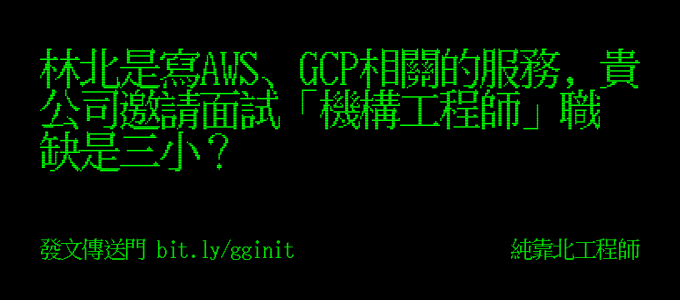 林北是寫AWS、GCP相關的服務，貴
公司邀請面試「機構工程師」職
缺是三小？
發文傳送門 bit.ly/gginit
純靠北工程師